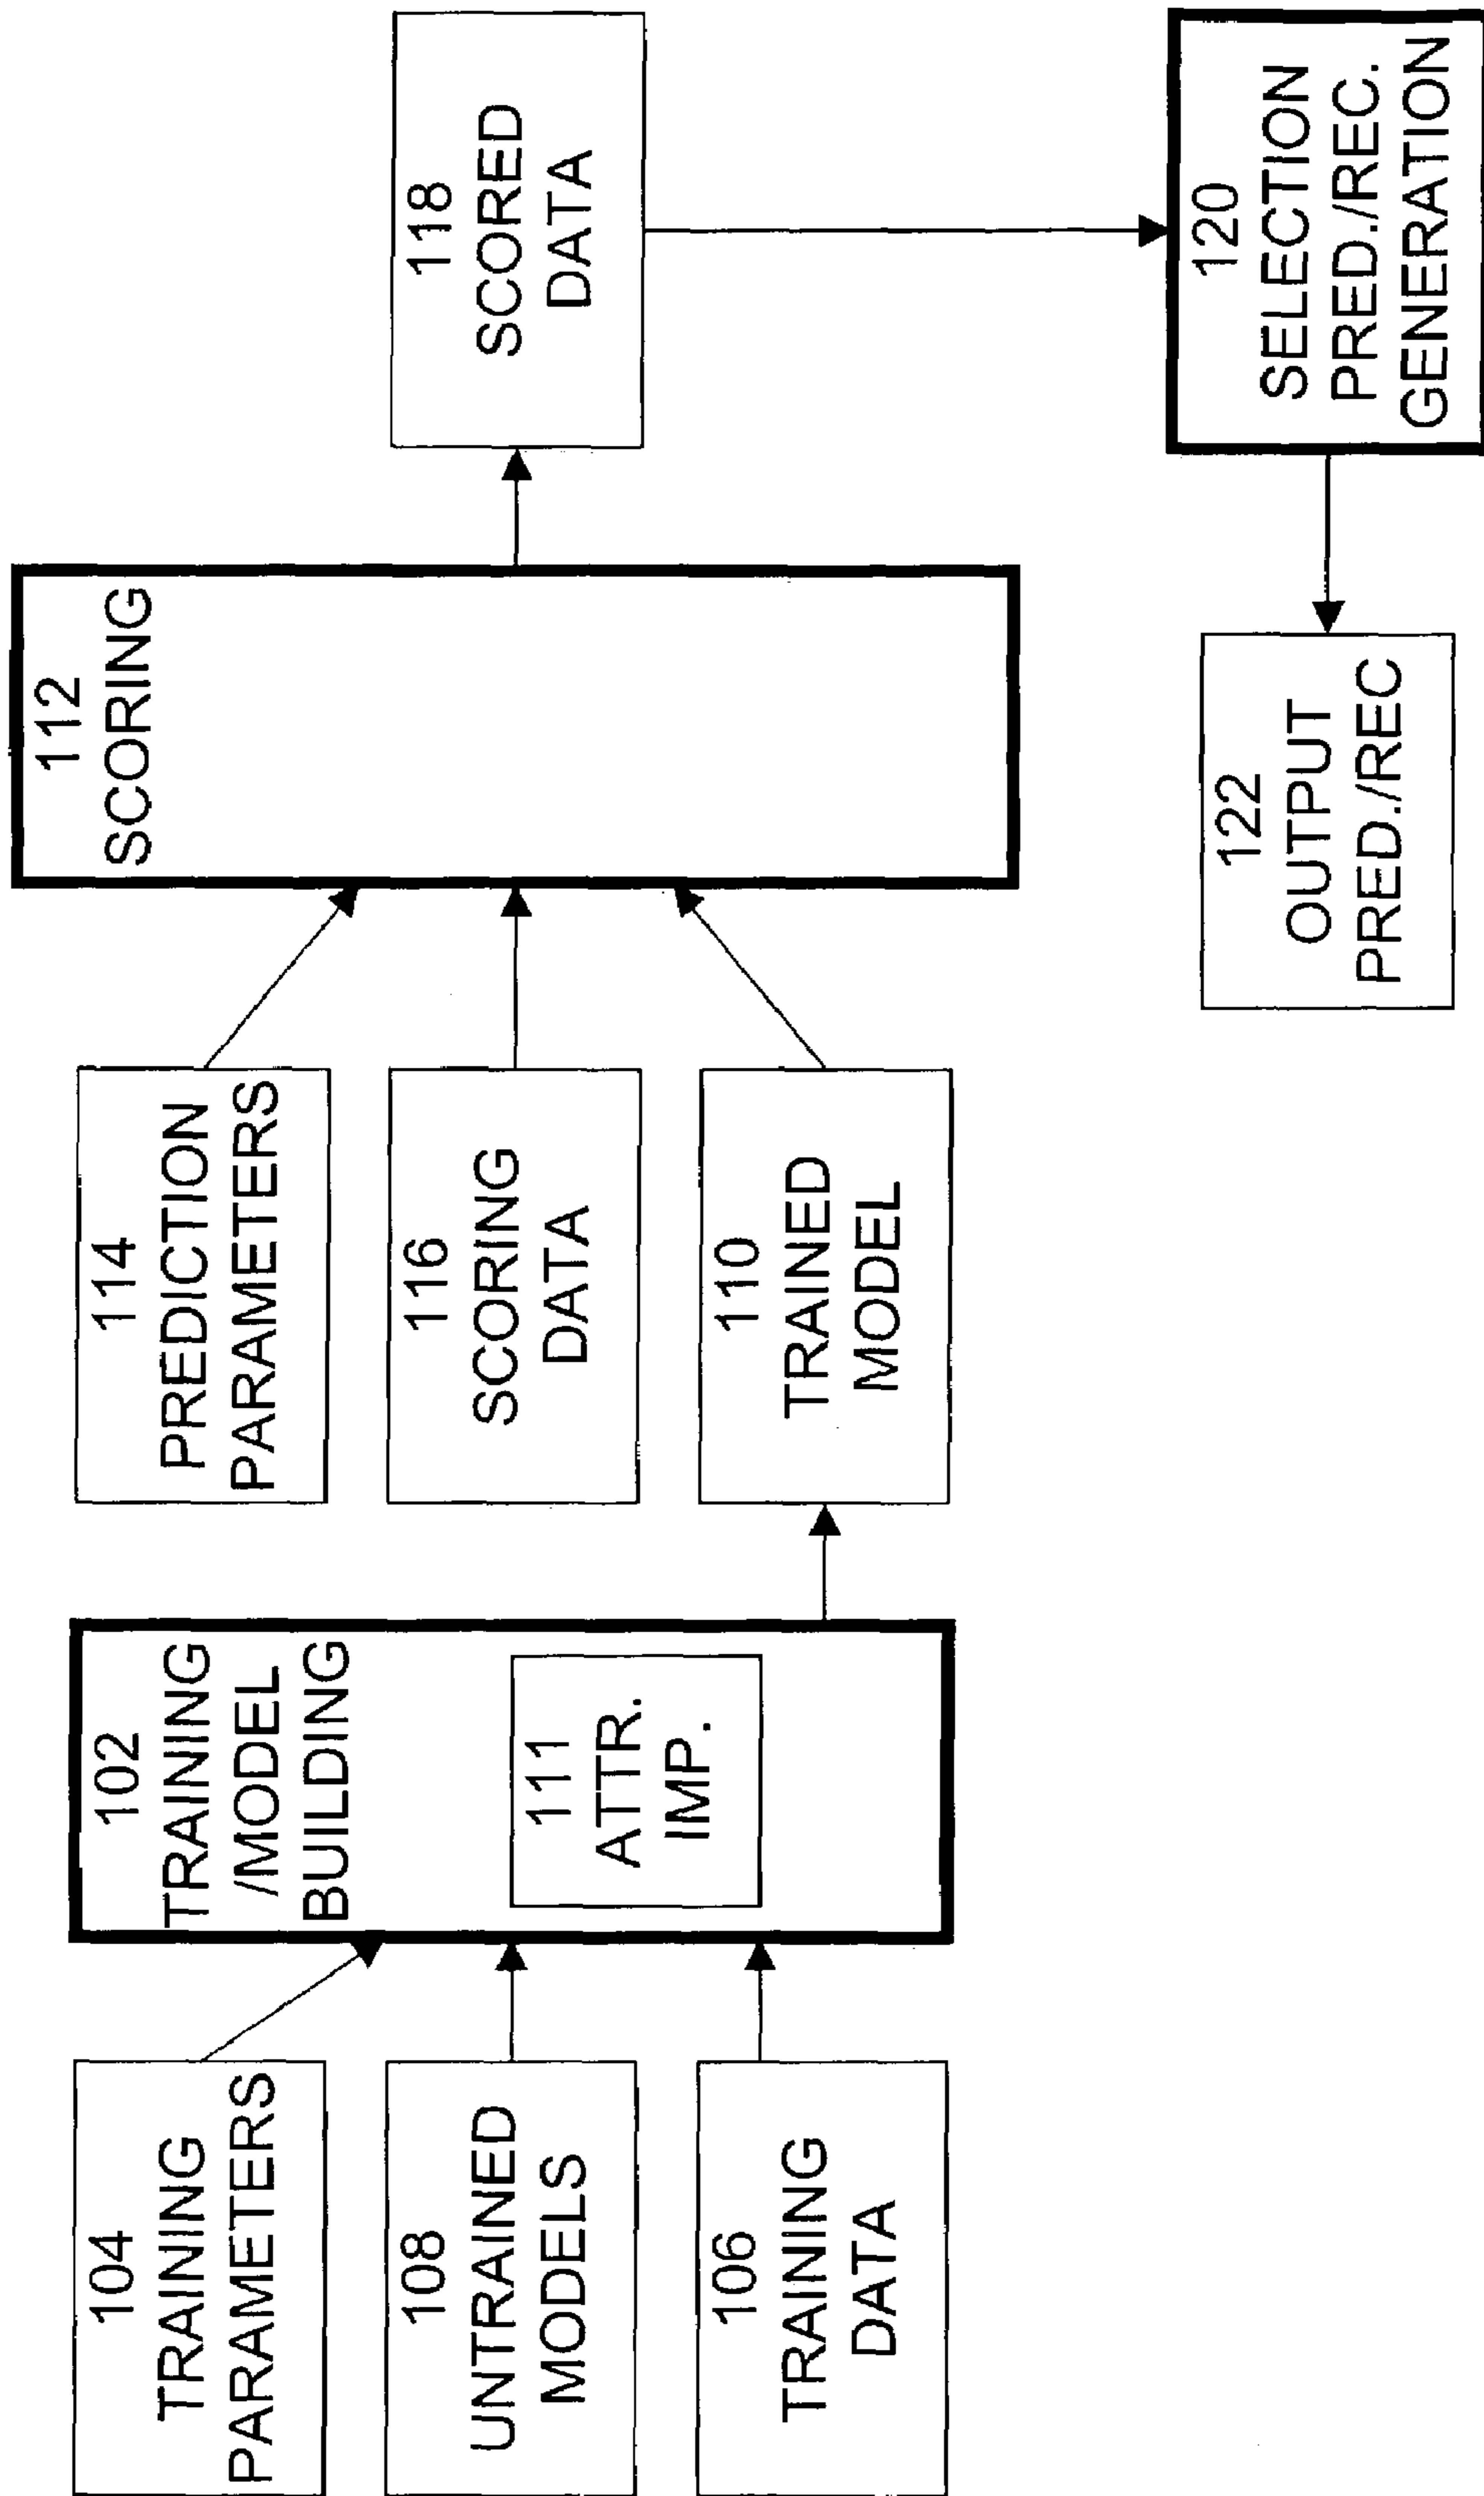 104
TRAINING
PARAMETERS
108
UNTRAINED
MODELS
106
TRAINING
DATA
102
TRAINING
/MODEL
BUILDING
111
ATTR.
IMP.
114
PREDICTION
PARAMETERS
116
SCORING
DATA
110
TRAINED
MODEL
112
SCORING
118
SCORED
DATA
120
SELECTION
PRED./REC.
GENERATION
122
OUTPUT
PRED./REC